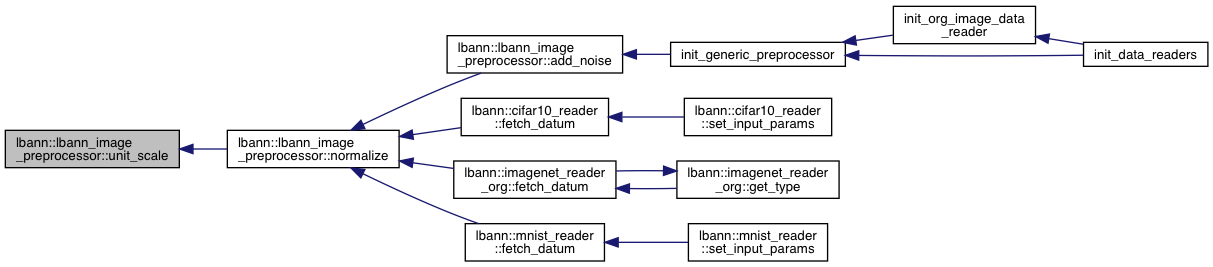 lbann::lbann_image
_preprocessor::unit_scale
lbann::lbann_image
_preprocessor::normalize
lbann::lbann_image
_preprocessor::add_noise
init_generic_preprocessor
init_org_image_data
_reader
init_data_readers
lbann::cifar10_reader
::fetch_datum
lbann::cifar10_reader
::set_input_params
lbann::imagenet_reader
_org::fetch_datum
lbann::imagenet_reader
_org::get_type
lbann::mnist_reader
::fetch_datum
lbann::mnist_reader
::set_input_params